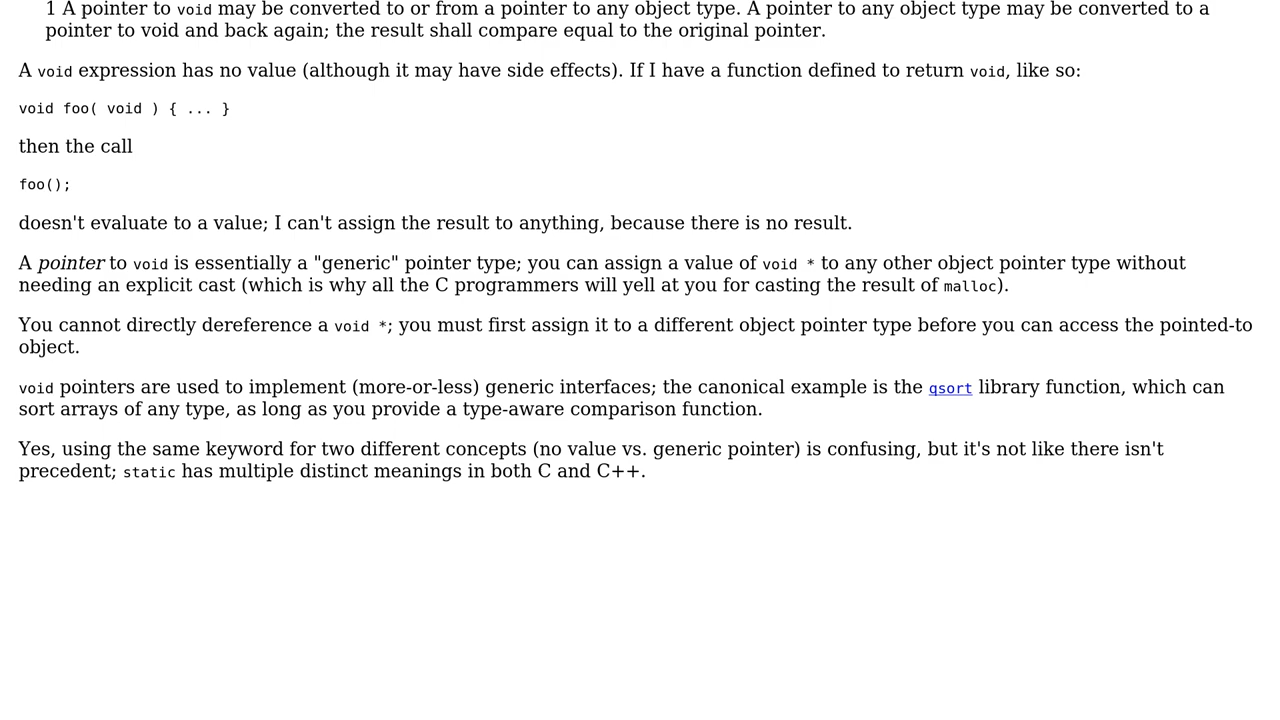 1 A pointer to void may be converted to or from a pointer to any object type. A pointer to any object type may be converted to a
pointer to void and back again; the result shall compare equal to the original pointer.
A void expression has no value (although it may have side effects). If I have a function defined to return void, like so:
void foo( void ) { ... }
then the call
foo();
doesn't evaluate to a value; I can't assign the result to anything, because there is no result.
A pointer to void is essentially a "generic" pointer type; you can assign a value of void * to any other object pointer type without
needing an explicit cast (which is why all the C programmers will yell at you for casting the result of malloc).
You cannot directly dereference a void *; you must first assign it to a different object pointer type before you can access the pointed-to
object.
void pointers are used to implement (more-or-less) generic interfaces; the canonical example is the qsort library function, which can
sort arrays of any type, as long as you provide a type-aware comparison function.
Yes, using the same keyword for two different concepts (no value vs. generic pointer) is confusing, but it's not like there isn't
precedent; static has multiple distinct meanings in both C and C++.